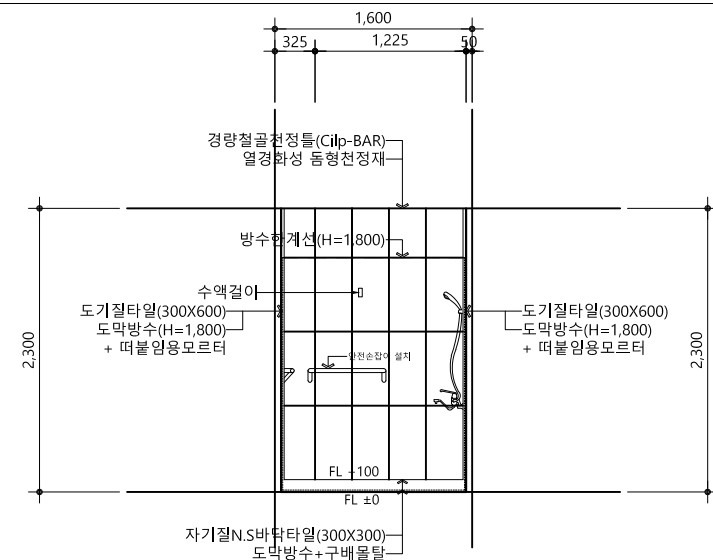 1,600
325 1,225 50
경량철골천정틀(Cilp-BAR)
열경화성 돔형천정재
방수한계선(H=1,800)
수액걸이
도기질타일(300X600)
도막방수(H=1,800)
+ 떠붙임용모르터
도기질타일(300X600)
도막방수(H=1,800)
+ 떠붙임용모르터
2,300
2,300
안전손잡이 설치
FL -100
FL ±0
자기질N.S바닥타일(300X300)
도막방수+구배몰탈